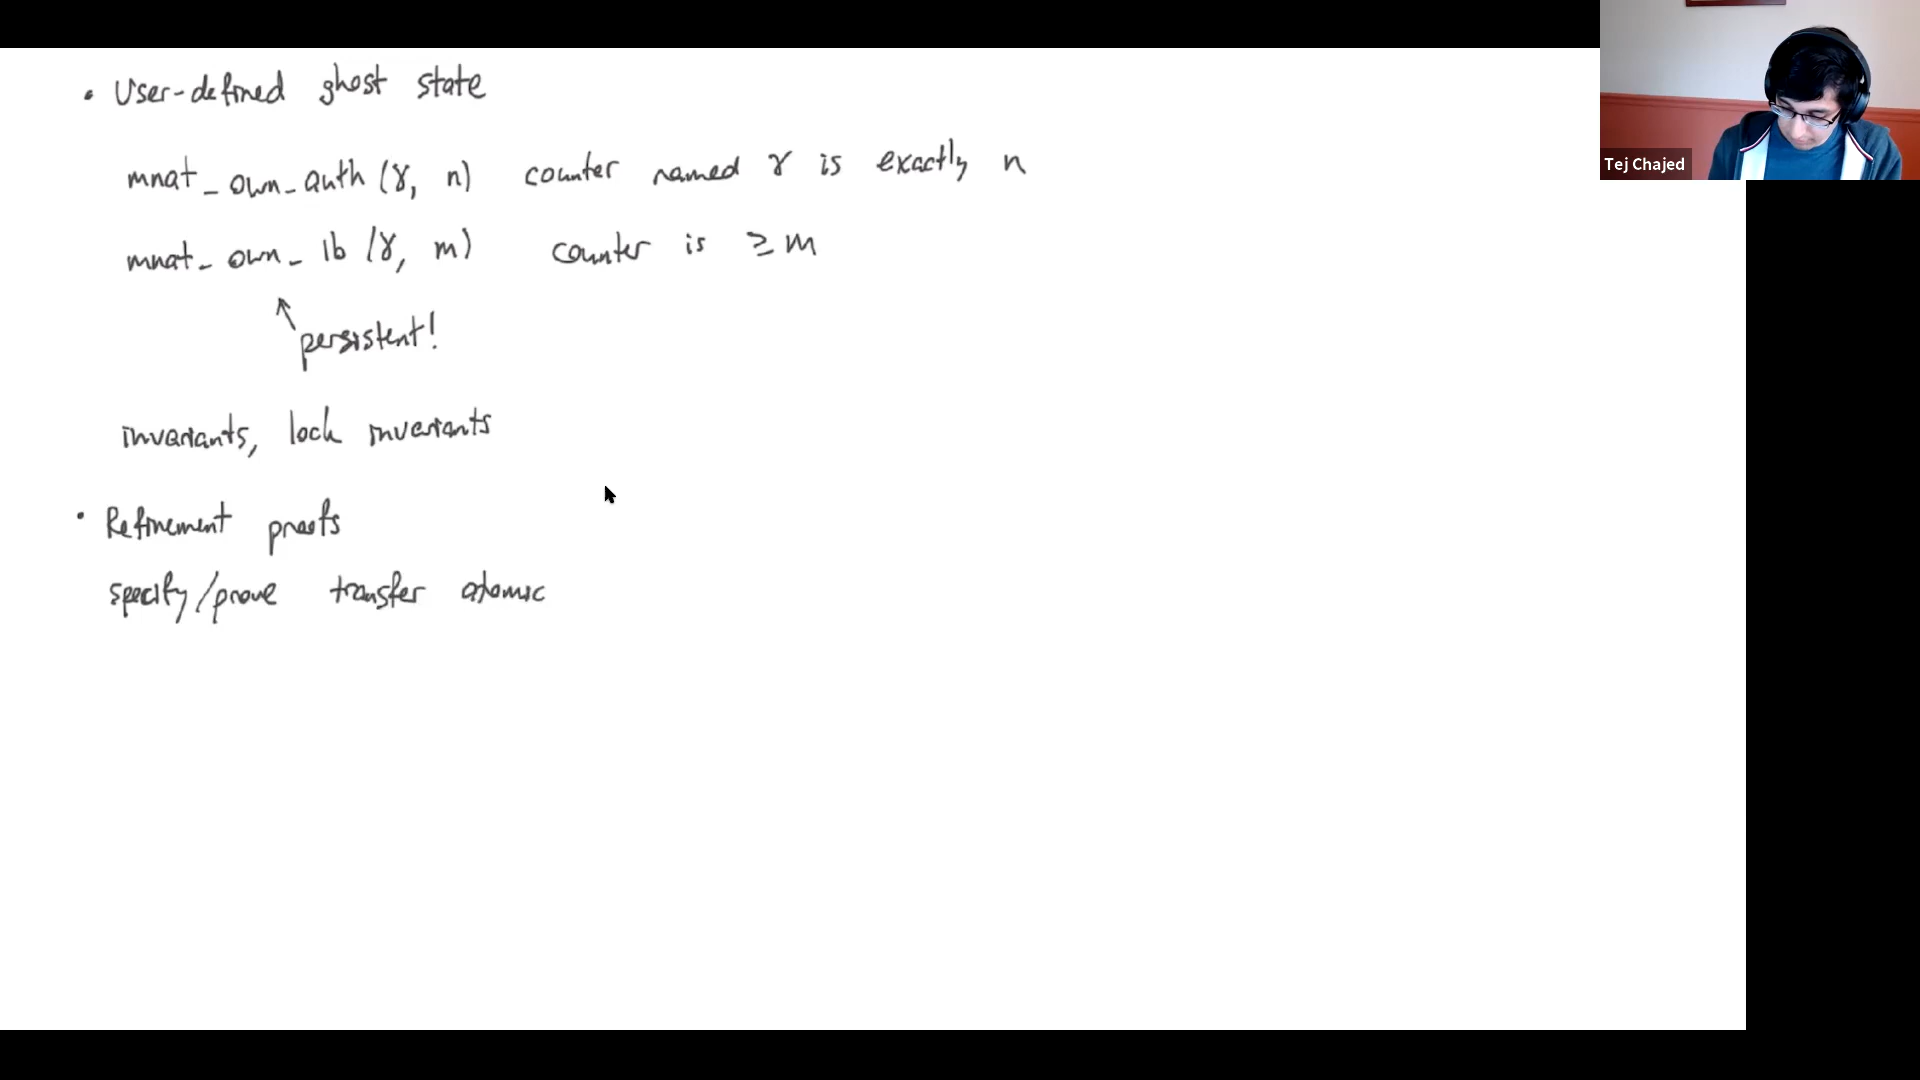 • User-defined ghost state
mnat_own_auth (γ, n) counter named γ is exactly n
mnat_own_lb (γ, m) counter is ≥ m
persistent!
invariants, lock invariants
• Refinement proofs
specify/prove transfer atomic
Tej Chajed